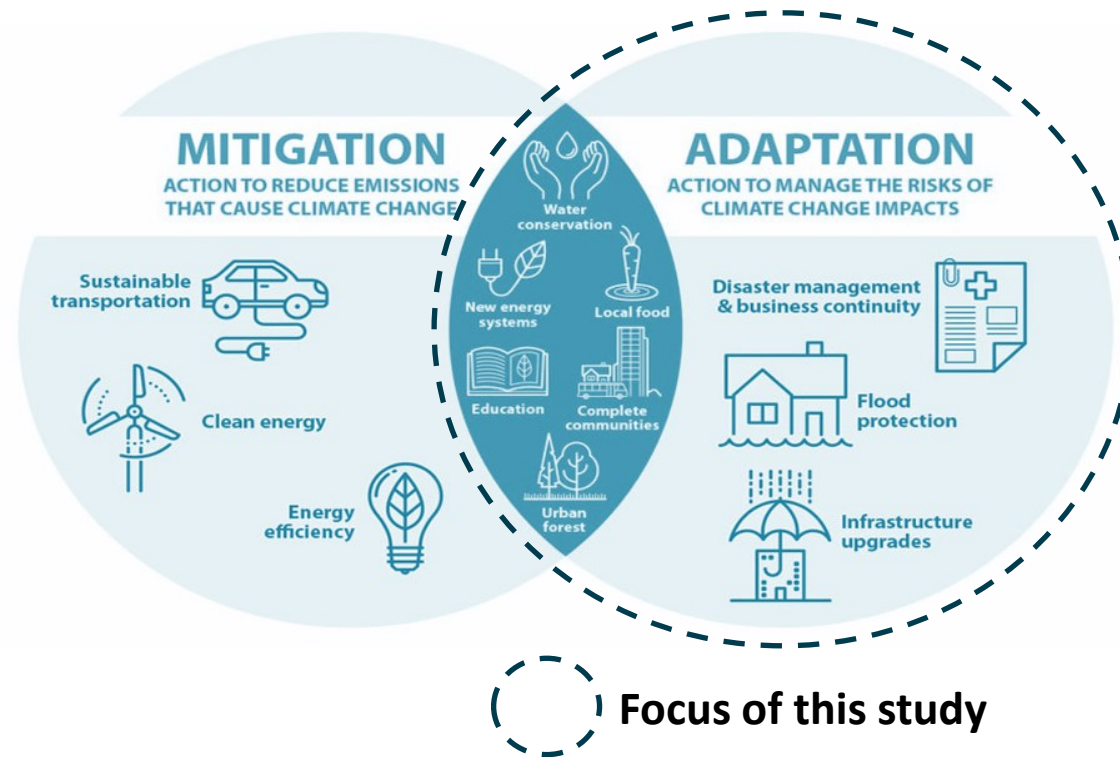 MITIGATION
ACTION TO REDUCE EMISSIONS
THAT CAUSE CLIMATE CHANGE
Sustainable
transportation
Clean energy
Energy
efficiency
Water
conservation
New energy
systems
Local food
Education
Complete
communities
Urban
forest
ADAPTATION
ACTION TO MANAGE THE RISKS OF
CLIMATE CHANGE IMPACTS
Disaster management
& business continuity
Flood
protection
Infrastructure
upgrades
Focus of this study